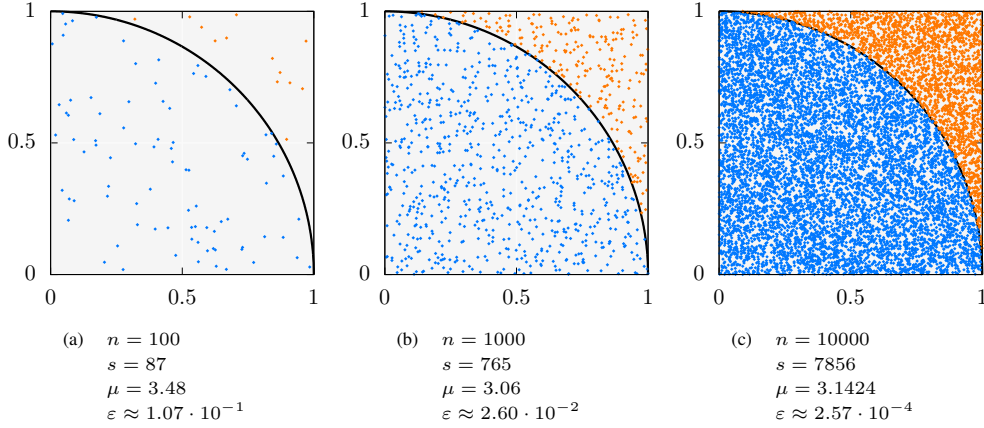 1
0.5
0
0
0.5
1
(a) n = 100
s = 87
μ = 3.48
ε ≈ 1.07 · 10⁻¹
1
0.5
0
0
0.5
1
(b) n = 1000
s = 765
μ = 3.06
ε ≈ 2.60 · 10⁻²
1
0.5
0
0
0.5
1
(c) n = 10000
s = 7856
μ = 3.1424
ε ≈ 2.57 · 10⁻⁴